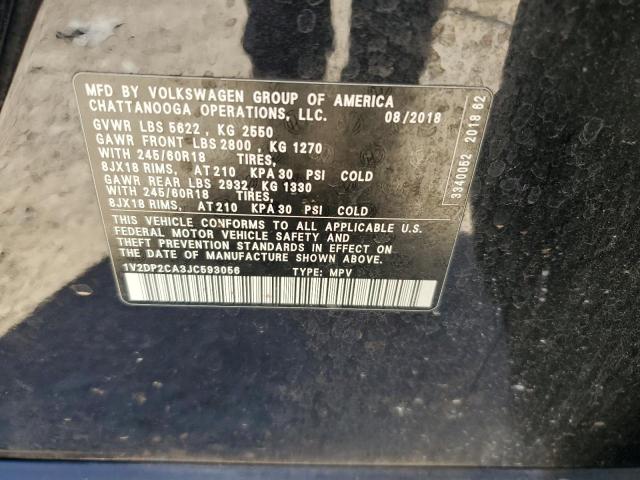 MFD BY VOLKSWAGEN GROUP OF AMERICA
CHATTANOOGA OPERATIONS, LLC. 08/2018
GVWR LBS 5622 , KG 2550
GAWR FRONT LBS 2800 , KG 1270
WITH 245/60R18 TIRES,
8JX18 RIMS, AT 210 KPA 30 PSI COLD
GAWR REAR LBS 2932, KG 1330
WITH 245/60R18 TIRES,
8JX18 RIMS, AT 210 KPA 30 PSI COLD
THIS VEHICLE CONFORMS TO ALL APPLICABLE U.S.
FEDERAL MOTOR VEHICLE SAFETY AND
THEFT PREVENTION STANDARDS IN EFFECT ON
THE DATE OF MANUFACTURE SHOWN ABOVE.
1V2DP2CA3JC593056 TYPE: MPV
3340052 2018 62